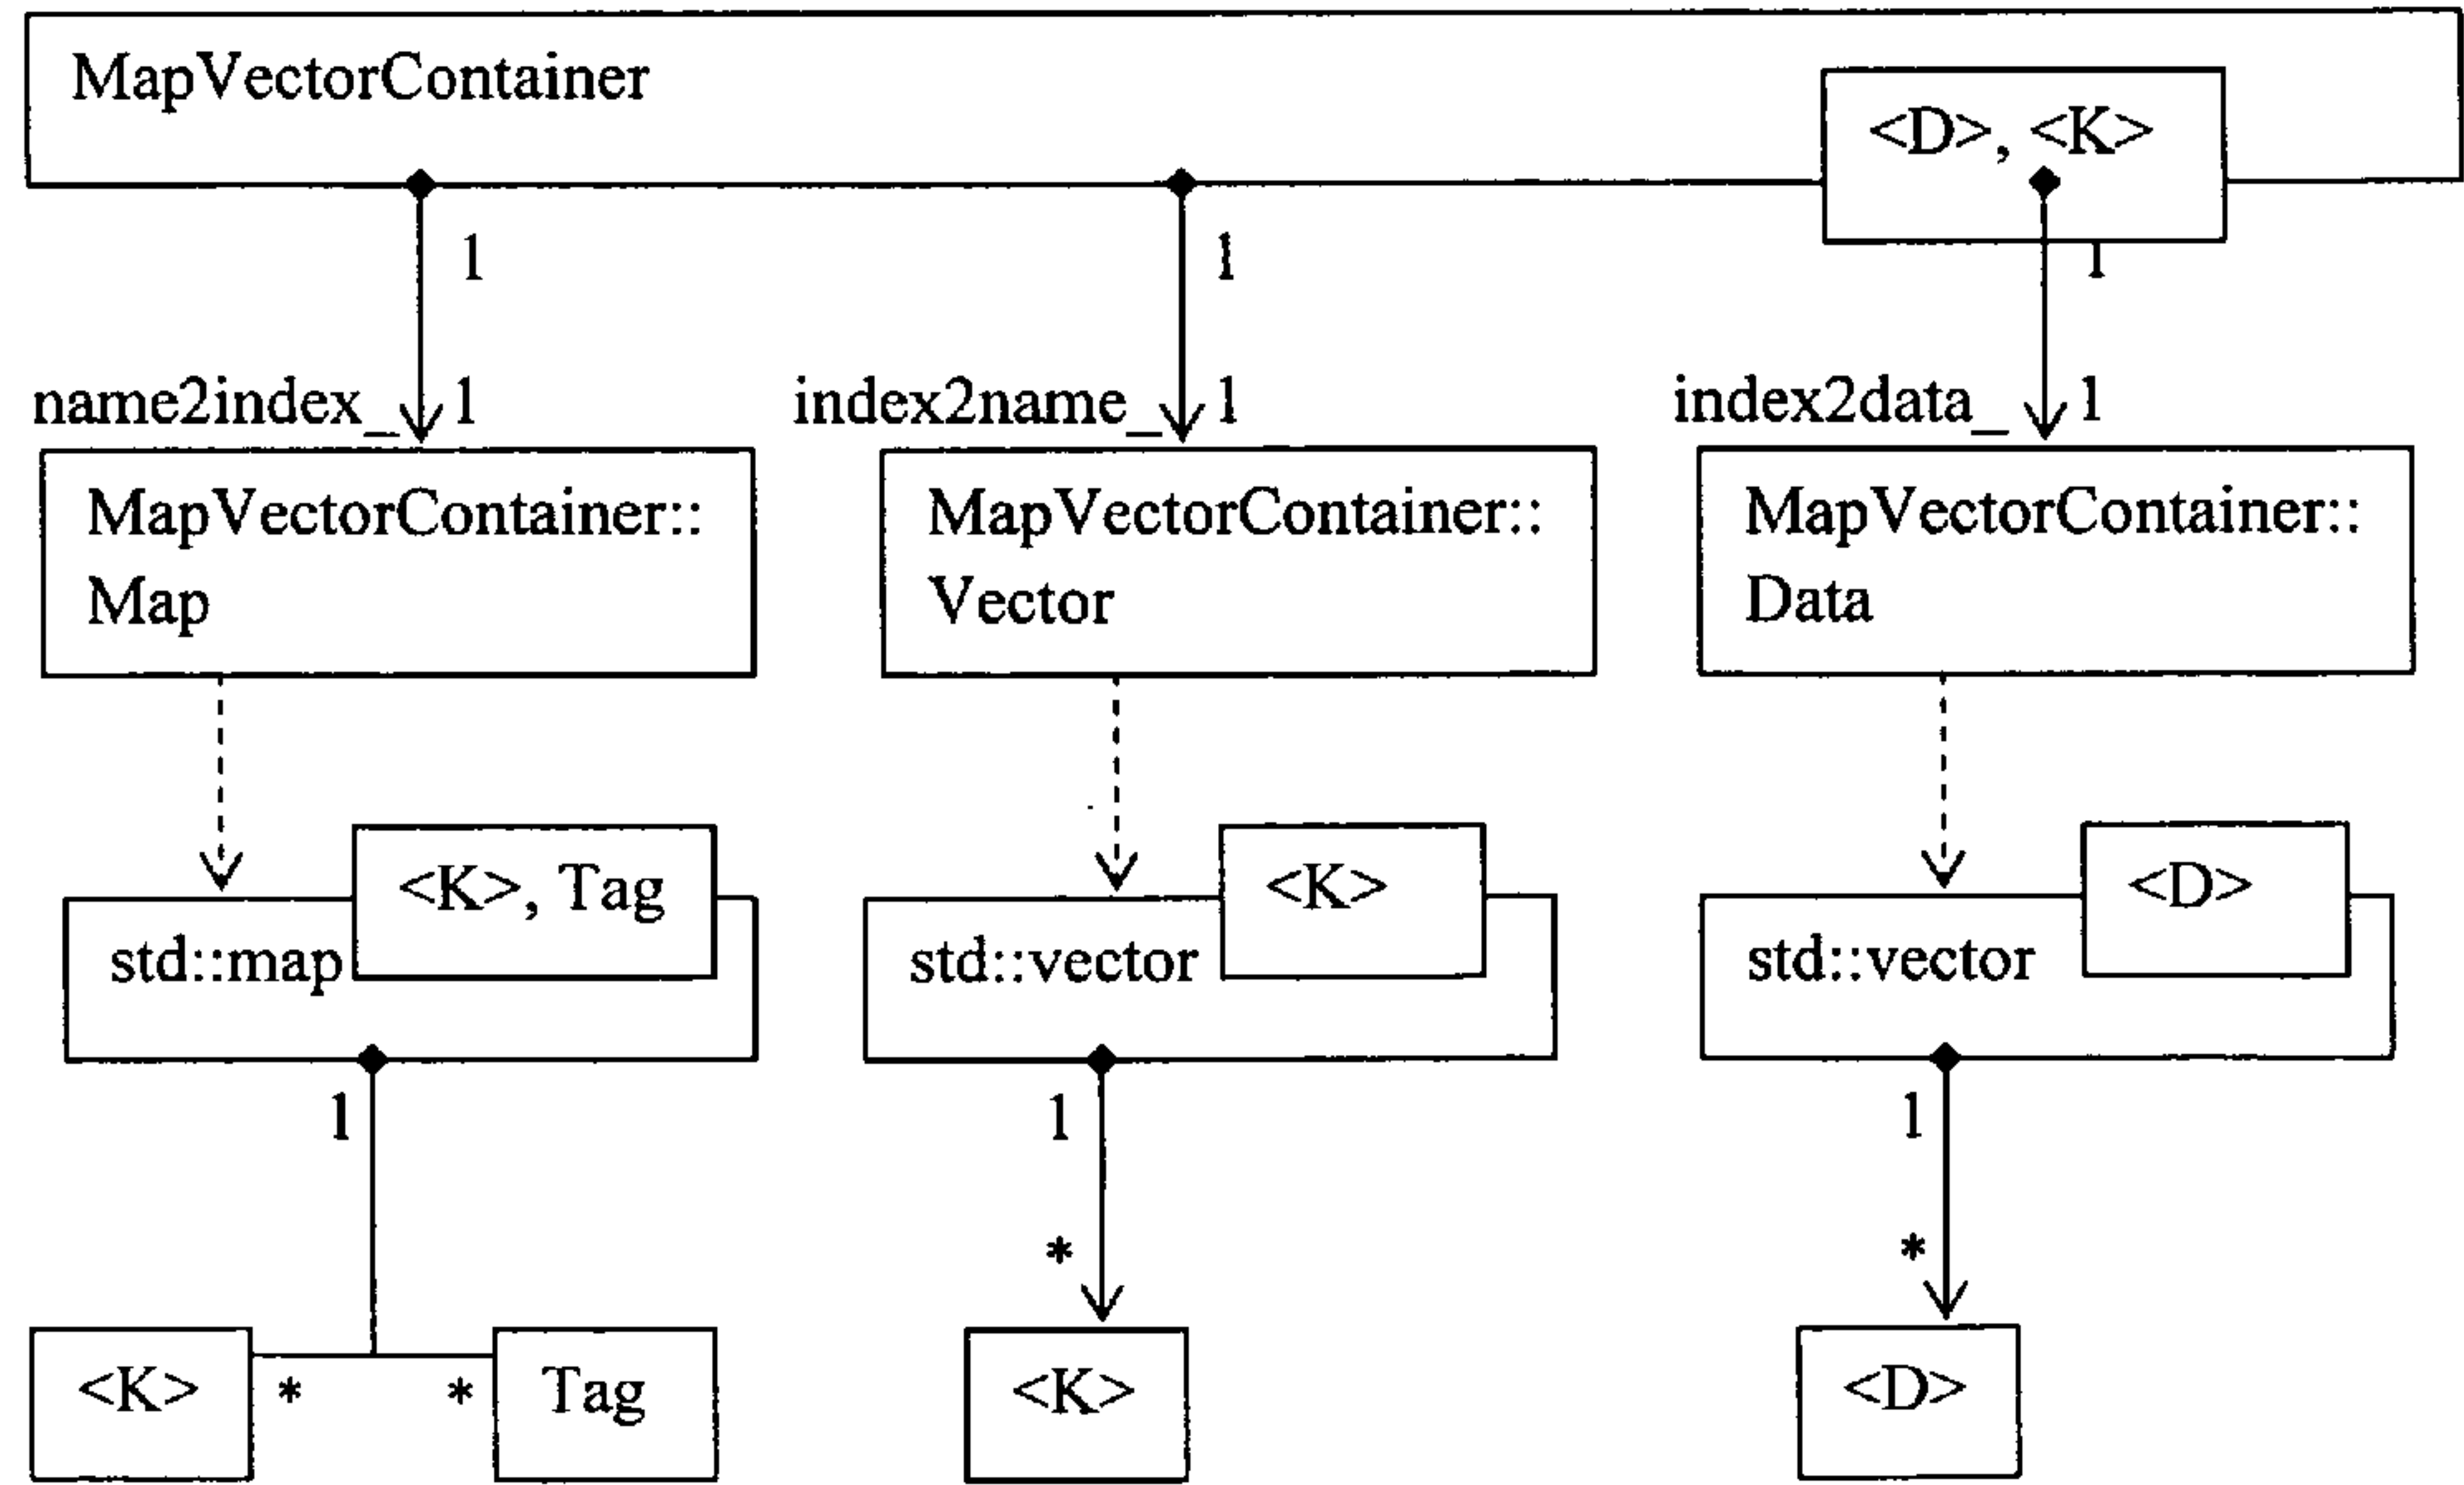 MapVectorContainer
<D>, <K>
1
1
1
name2index_
1
index2name_
1
index2data_
1
MapVectorContainer::
Map
MapVectorContainer::
Vector
MapVectorContainer::
Data
<K>, Tag
std::map
<K>
std::vector
<D>
std::vector
1
1
1
*
*
<K>
*
*
Tag
<K>
<D>